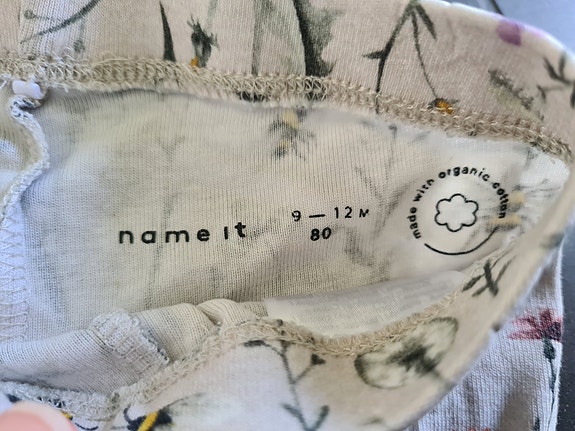 name it
9 — 12 M
80
made with organic cotton